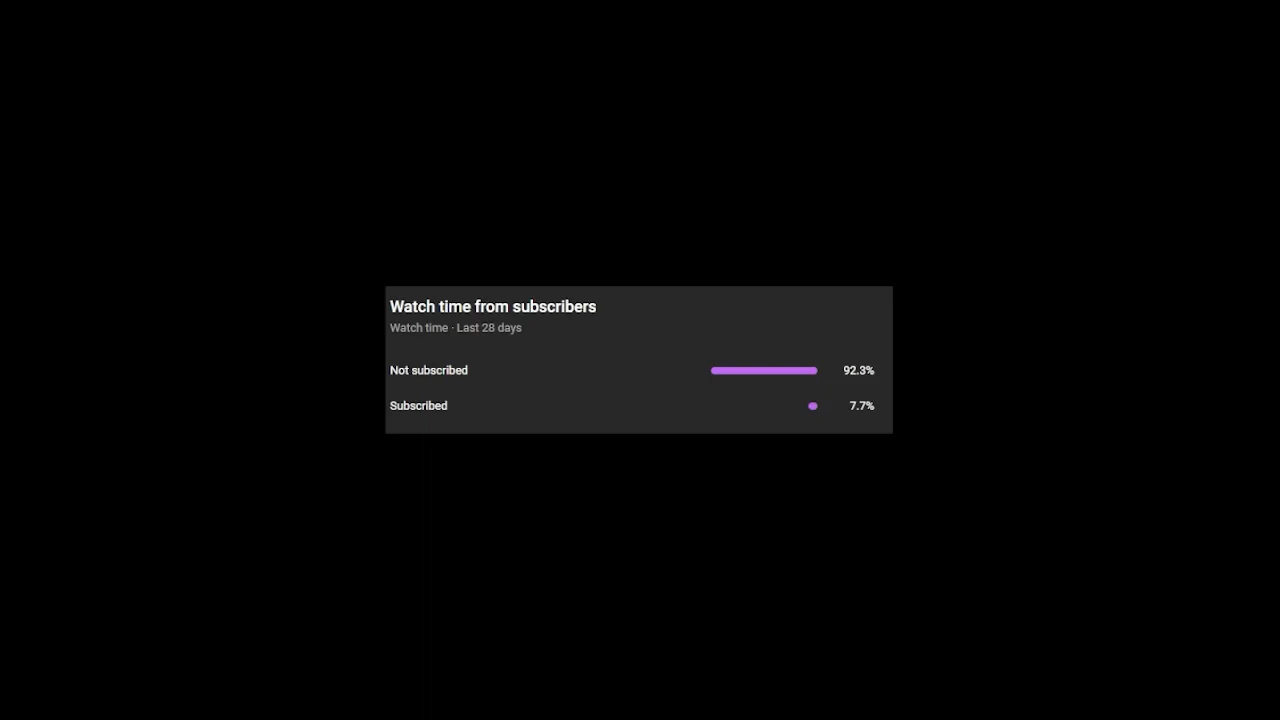 Watch time from subscribers
Watch time · Last 28 days
Not subscribed 92.3%
Subscribed 7.7%